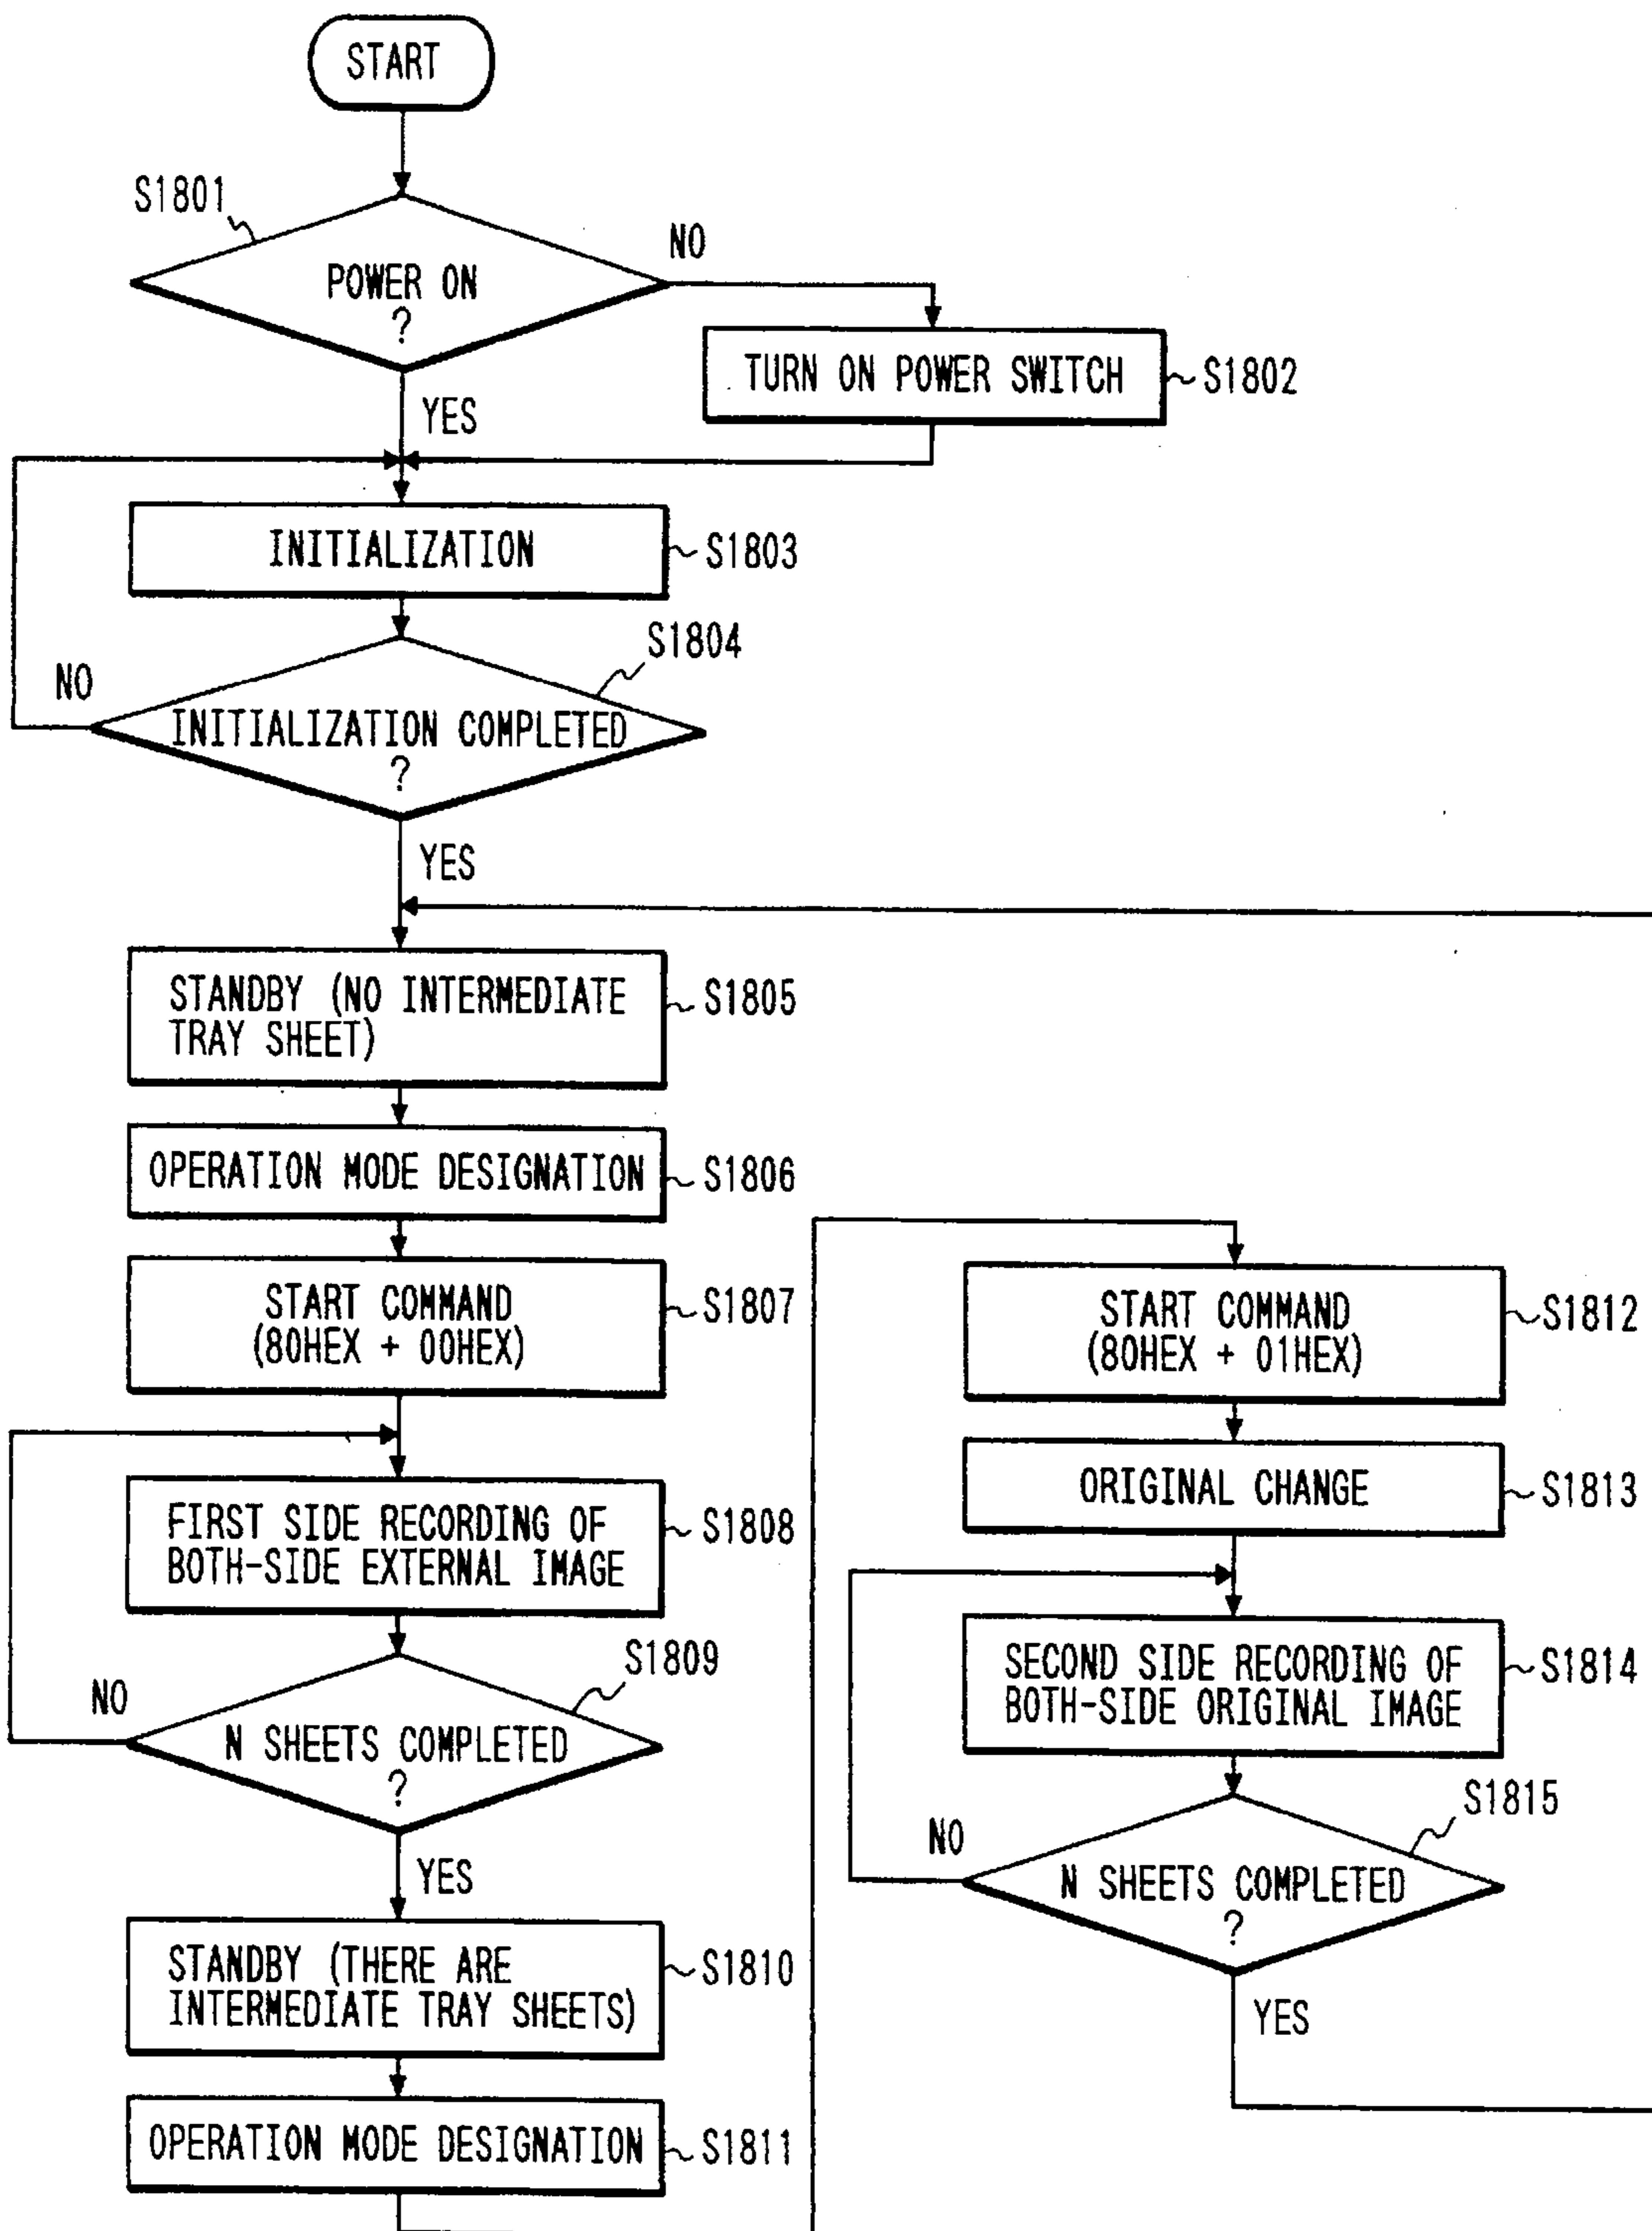 START
S1801
POWER ON
?
NO
YES
TURN ON POWER SWITCH
S1802
INITIALIZATION
S1803
S1804
NO
INITIALIZATION COMPLETED
?
YES
STANDBY (NO INTERMEDIATE
TRAY SHEET)
S1805
OPERATION MODE DESIGNATION
S1806
START COMMAND
(80HEX + 00HEX)
S1807
FIRST SIDE RECORDING OF
BOTH-SIDE EXTERNAL IMAGE
S1808
S1809
NO
N SHEETS COMPLETED
?
YES
STANDBY (THERE ARE
INTERMEDIATE TRAY SHEETS)
S1810
OPERATION MODE DESIGNATION
S1811
START COMMAND
(80HEX + 01HEX)
S1812
ORIGINAL CHANGE
S1813
SECOND SIDE RECORDING OF
BOTH-SIDE ORIGINAL IMAGE
S1814
S1815
NO
N SHEETS COMPLETED
?
YES